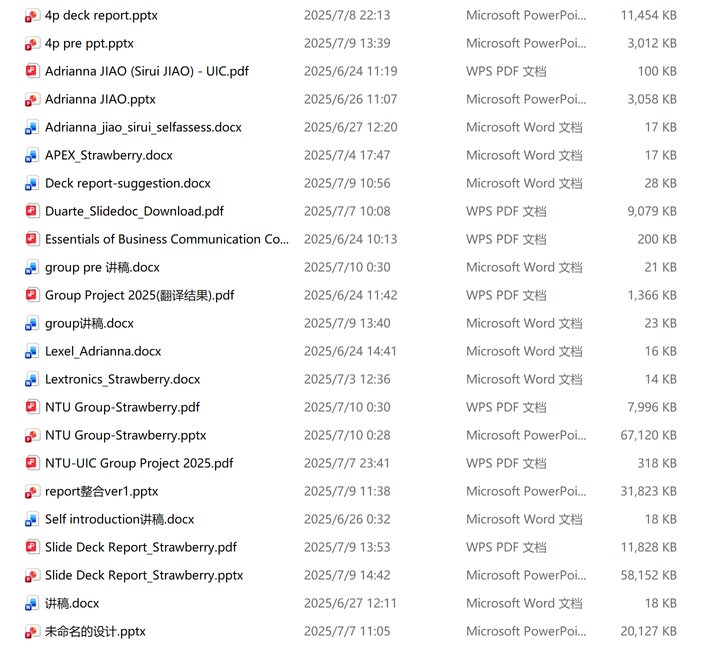 4p deck report.pptx 2025/7/8 22:13 Microsoft PowerPoi... 11,454 KB
4p pre ppt.pptx 2025/7/9 13:39 Microsoft PowerPoi... 3,012 KB
Adrianna JIAO (Sirui JIAO) - UIC.pdf 2025/6/24 11:19 WPS PDF 文档 100 KB
Adrianna JIAO.pptx 2025/6/26 11:07 Microsoft PowerPoi... 3,058 KB
Adrianna_jiao_sirui_selfassess.docx 2025/6/27 12:20 Microsoft Word 文档 17 KB
APEX_Strawberry.docx 2025/7/4 17:47 Microsoft Word 文档 17 KB
Deck report-suggestion.docx 2025/7/9 10:56 Microsoft Word 文档 28 KB
Duarte_Slidedoc_Download.pdf 2025/7/7 10:08 WPS PDF 文档 9,079 KB
Essentials of Business Communication Co... 2025/6/24 10:13 WPS PDF 文档 200 KB
group pre 讲稿.docx 2025/7/10 0:30 Microsoft Word 文档 21 KB
Group Project 2025(翻译结果).pdf 2025/6/24 11:42 WPS PDF 文档 1,366 KB
group讲稿.docx 2025/7/9 13:40 Microsoft Word 文档 23 KB
Lexel_Adrianna.docx 2025/6/24 14:41 Microsoft Word 文档 16 KB
Lextronics_Strawberry.docx 2025/7/3 12:36 Microsoft Word 文档 14 KB
NTU Group-Strawberry.pdf 2025/7/10 0:30 WPS PDF 文档 7,996 KB
NTU Group-Strawberry.pptx 2025/7/10 0:28 Microsoft PowerPoi... 67,120 KB
NTU-UIC Group Project 2025.pdf 2025/7/7 23:41 WPS PDF 文档 318 KB
report整合ver1.pptx 2025/7/9 11:38 Microsoft PowerPoi... 31,823 KB
Self introduction讲稿.docx 2025/6/26 0:32 Microsoft Word 文档 18 KB
Slide Deck Report_Strawberry.pdf 2025/7/9 13:53 WPS PDF 文档 11,828 KB
Slide Deck Report_Strawberry.pptx 2025/7/9 14:42 Microsoft PowerPoi... 58,152 KB
讲稿.docx 2025/6/27 12:11 Microsoft Word 文档 18 KB
未命名的设计.pptx 2025/7/7 11:05 Microsoft PowerPoi... 20,127 KB